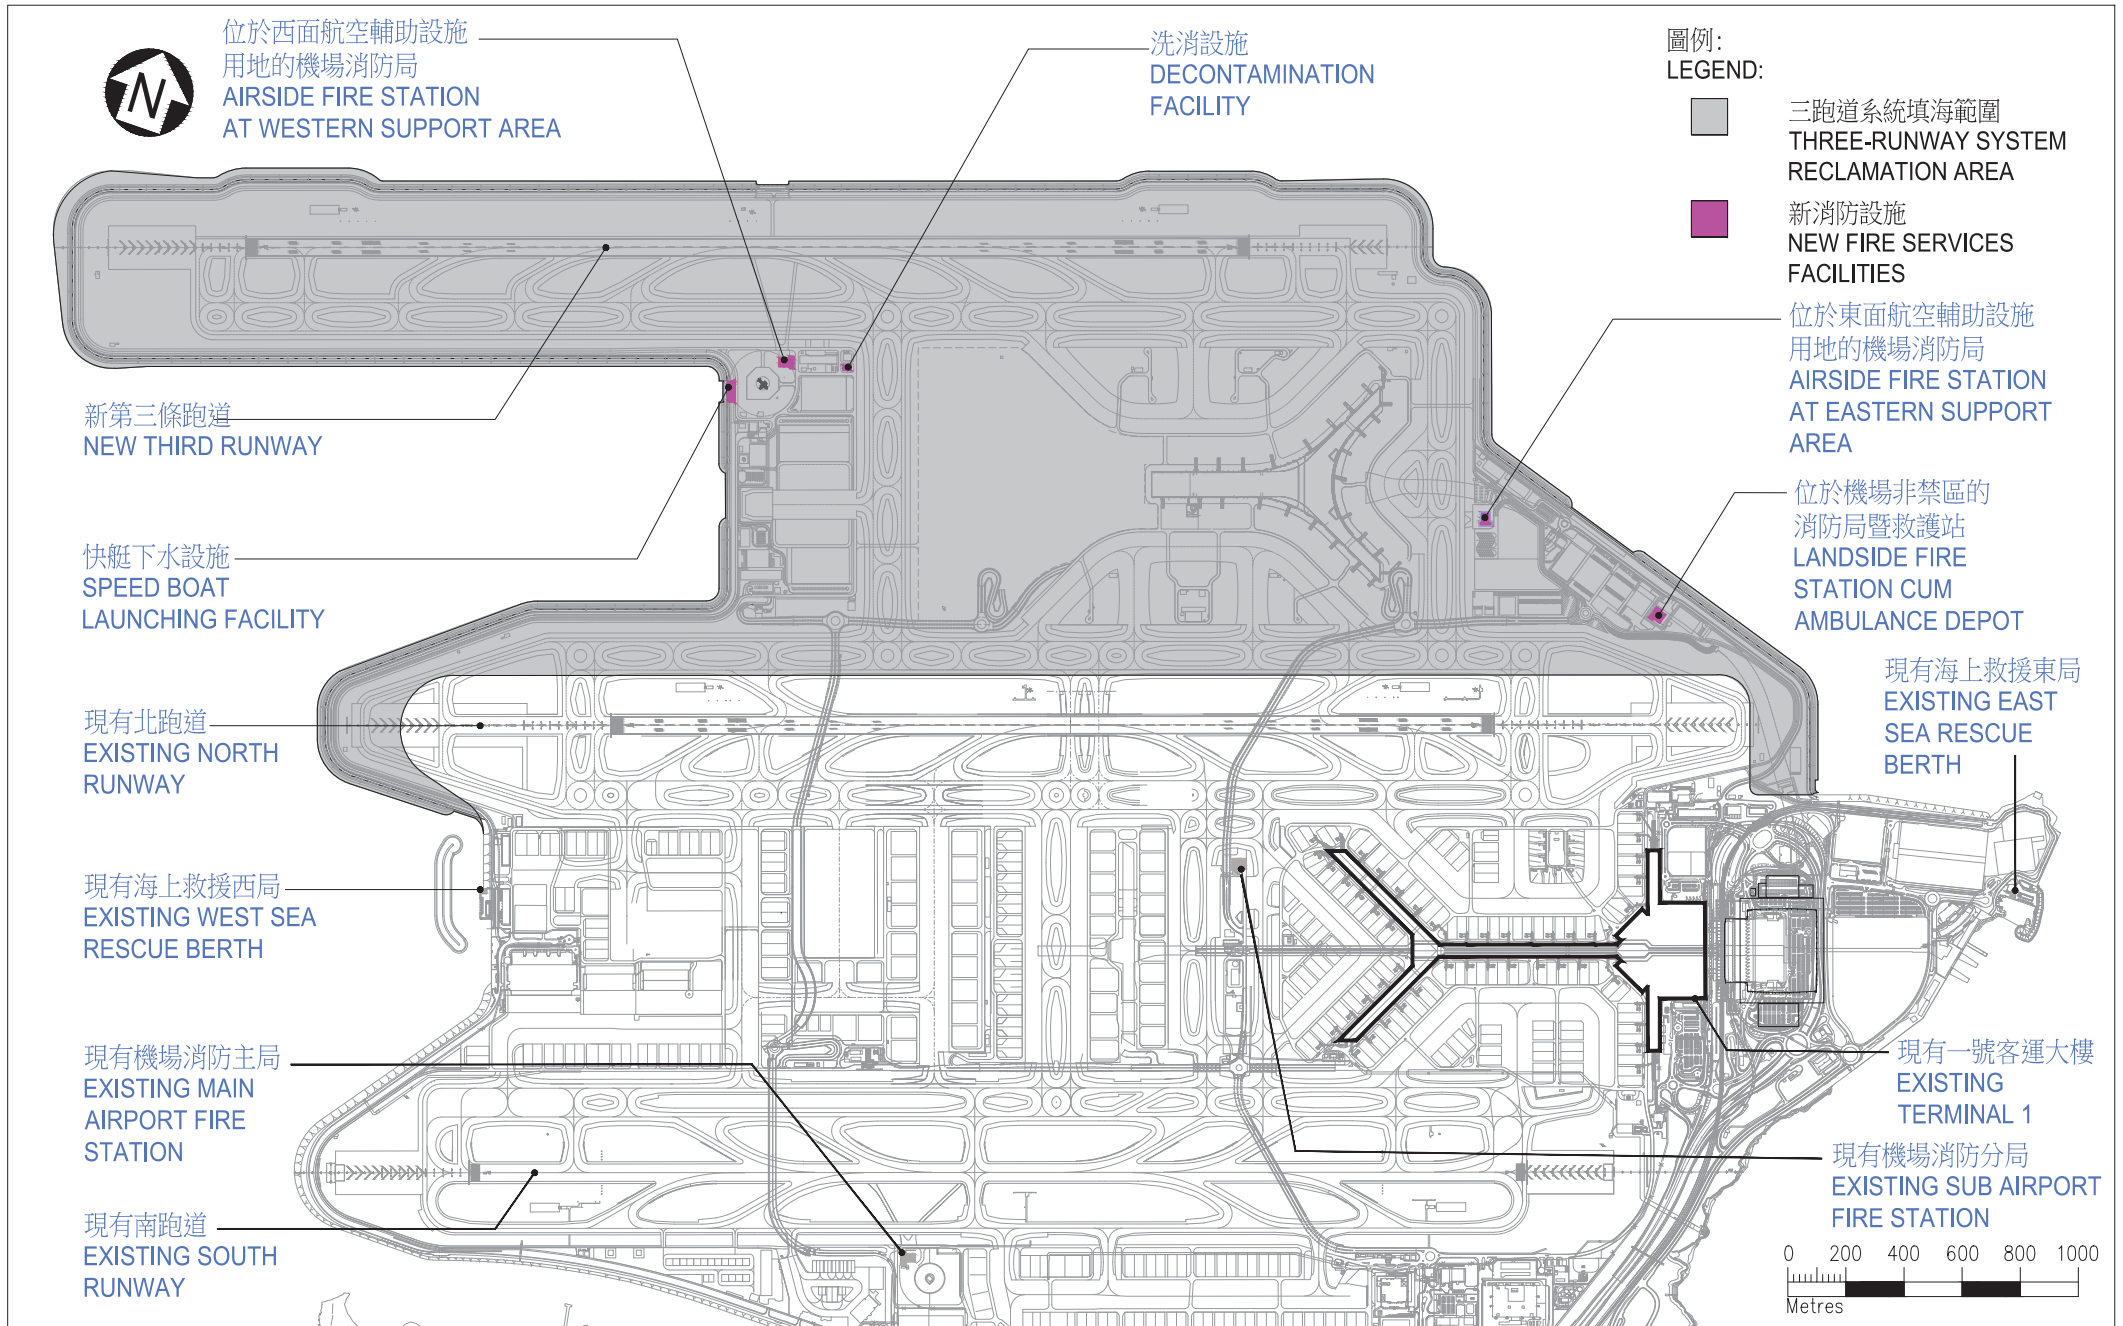 N
位於西面航空輔助設施
用地的機場消防局
AIRSIDE FIRE STATION
AT WESTERN SUPPORT AREA
洗消設施
DECONTAMINATION
FACILITY
圖例:
LEGEND:
三跑道系統填海範圍
THREE-RUNWAY SYSTEM
RECLAMATION AREA
新消防設施
NEW FIRE SERVICES
FACILITIES
位於東面航空輔助設施
用地的機場消防局
AIRSIDE FIRE STATION
AT EASTERN SUPPORT
AREA
位於機場非禁區的
消防局暨救護站
LANDSIDE FIRE
STATION CUM
AMBULANCE DEPOT
新第三條跑道
NEW THIRD RUNWAY
快艇下水設施
SPEED BOAT
LAUNCHING FACILITY
現有海上救援東局
EXISTING EAST
SEA RESCUE
BERTH
現有北跑道
EXISTING NORTH
RUNWAY
現有海上救援西局
EXISTING WEST SEA
RESCUE BERTH
現有機場消防主局
EXISTING MAIN
AIRPORT FIRE
STATION
現有一號客運大樓
EXISTING
TERMINAL 1
現有機場消防分局
EXISTING SUB AIRPORT
FIRE STATION
現有南跑道
EXISTING SOUTH
RUNWAY
0 200 400 600 800 1000
Metres